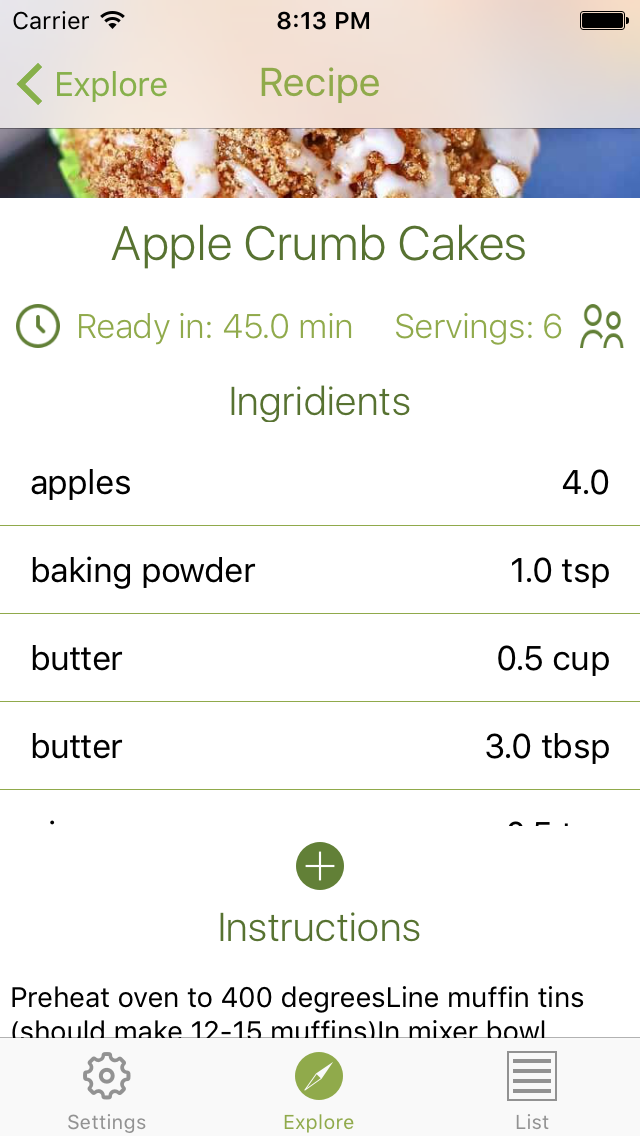 Carrier 8:13 PM
Explore Recipe
Apple Crumb Cakes
Ready in: 45.0 min Servings: 6
Ingridients
apples 4.0
baking powder 1.0 tsp
butter 0.5 cup
butter 3.0 tbsp
Instructions
Preheat oven to 400 degreesLine muffin tins
(should make 12-15 muffins)In mixer bowl
Settings Explore List